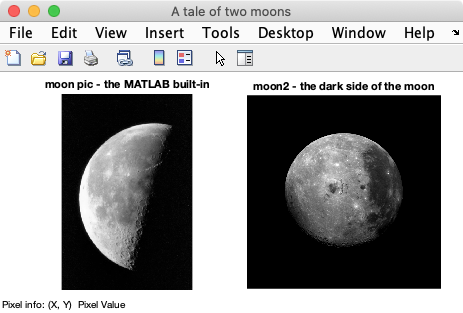 A tale of two moons
File Edit View Insert Tools Desktop Window Help
moon pic - the MATLAB built-in
moon2 - the dark side of the moon
Pixel info: (X, Y) Pixel Value